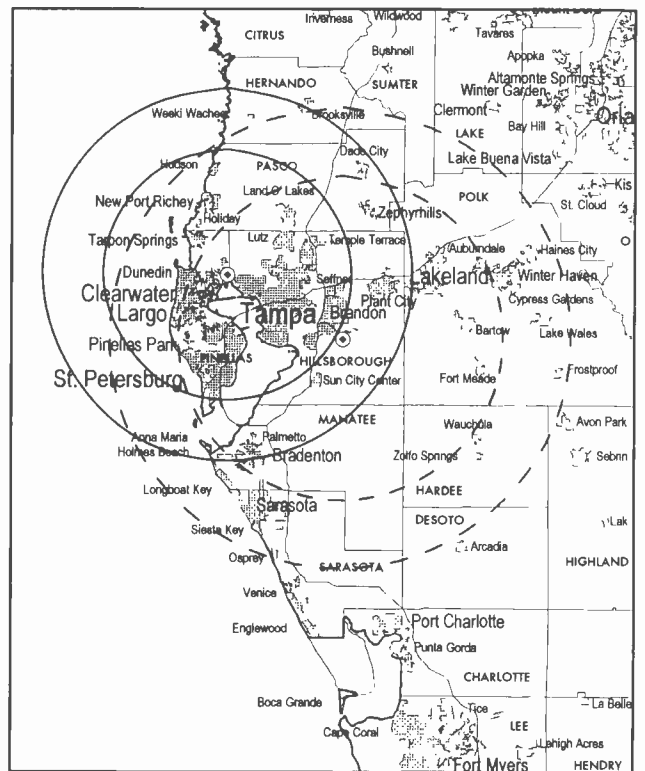 Inverness
Wildwood
CITRUS
Tavares
Bushnell
Apopka
Altamonte Springs
HERNANDO
SUMTER
Winter Garden
Weeki Wachee
Brooksville
Clermont
Orla
Bay Hill
LAKE
Dade City
Lake Buena Vista
Hudson
PASCO
Kis
Land O' Lakes
POLK
New Port Richey
St. Cloud
Zephyrhills
Holiday
Tarpon Springs
Lutz
Temple Terrace
Auburndale
Haines City
Dunedin
Seffner
Lakeland
Winter Haven
Clearwater
Plant City
Cypress Gardens
Largo
Tampa
Brandon
Bartow
Lake Wales
Pinellas Park
PINELLAS
HILLSBOROUGH
Frostproof
St. Petersburg
Sun City Center
Fort Meade
MANATEE
Avon Park
Wauchula
Anna Maria
Palmetto
Holmes Beach
Bradenton
Zolfo Springs
Sebrin
Longboat Key
HARDEE
Sarasota
DESOTO
Lak
Siesta Key
Arcadia
Osprey
SARASOTA
HIGHLAND
Venice
Port Charlotte
Englewood
Punta Gorda
CHARLOTTE
Boca Grande
La Belle
Tice
LEE
Cape Coral
Lehigh Acres
Fort Myers
HENDRY